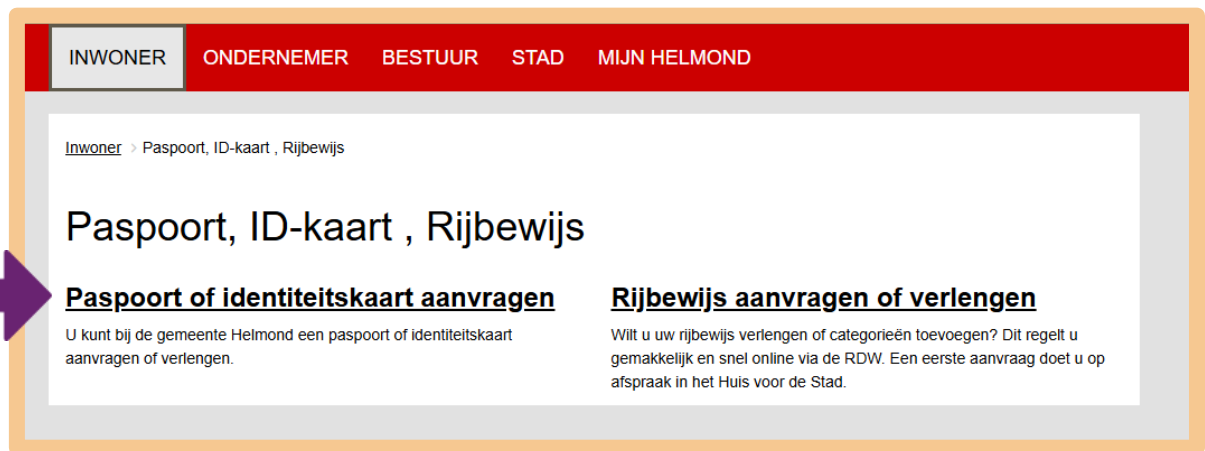 INWONER ONDERNEMER BESTUUR STAD MIJN HELMOND
Inwoner > Paspoort, ID-kaart , Rijbewijs
Paspoort, ID-kaart , Rijbewijs
Paspoort of identiteitskaart aanvragen
U kunt bij de gemeente Helmond een paspoort of identiteitskaart
aanvragen of verlengen.
Rijbewijs aanvragen of verlengen
Wilt u uw rijbewijs verlengen of categorieën toevoegen? Dit regelt u
gemakkelijk en snel online via de RDW. Een eerste aanvraag doet u op
afspraak in het Huis voor de Stad.